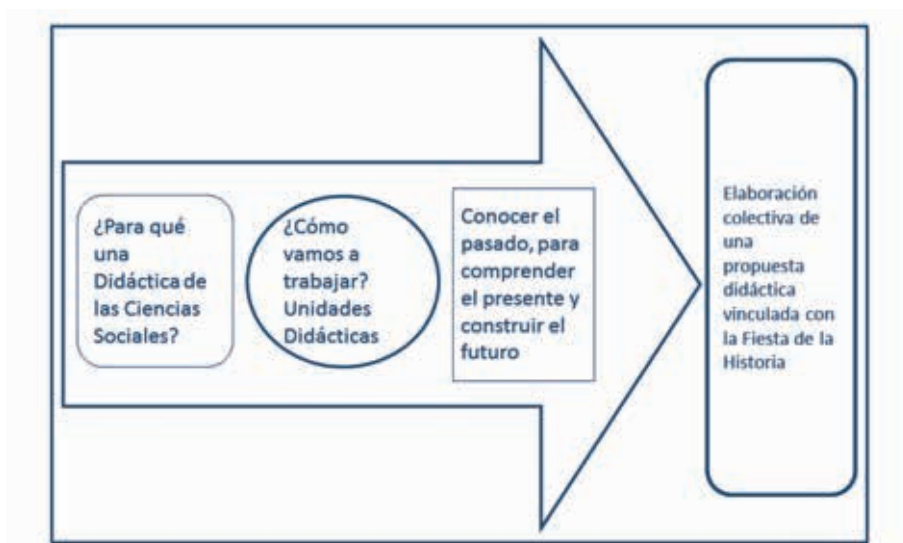 ¿Para qué
una
Didáctica de
las Ciencias
Sociales?
¿Cómo
vamos a
trabajar?
Unidades
Didácticas
Conocer el
pasado, para
comprender
el presente y
construir el
futuro
Elaboración
colectiva de
una
propuesta
didáctica
vinculada con
la Fiesta de la
Historia